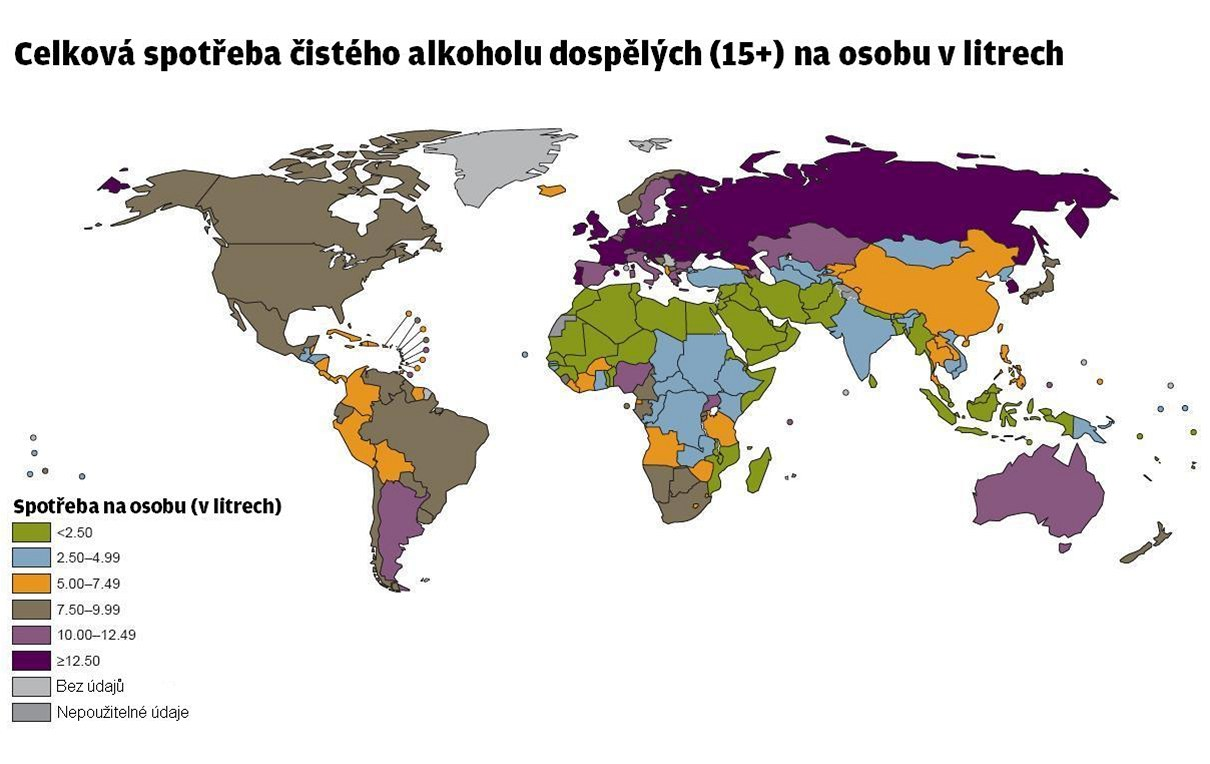 Celková spotřeba čistého alkoholu dospělých (15+) na osobu v litrech
Spotřeba na osobu (v litrech)
<2.50
2.50–4.99
5.00–7.49
7.50–9.99
10.00–12.49
≥12.50
Bez údajů
Nepoužitelné údaje